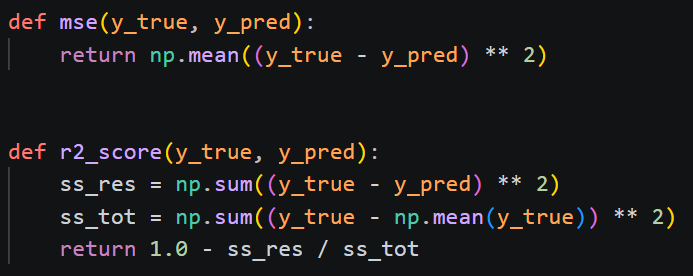 def mse(y_true, y_pred):
    return np.mean((y_true - y_pred) ** 2)
def r2_score(y_true, y_pred):
    ss_res = np.sum((y_true - y_pred) ** 2)
    ss_tot = np.sum((y_true - np.mean(y_true)) ** 2)
    return 1.0 - ss_res / ss_tot